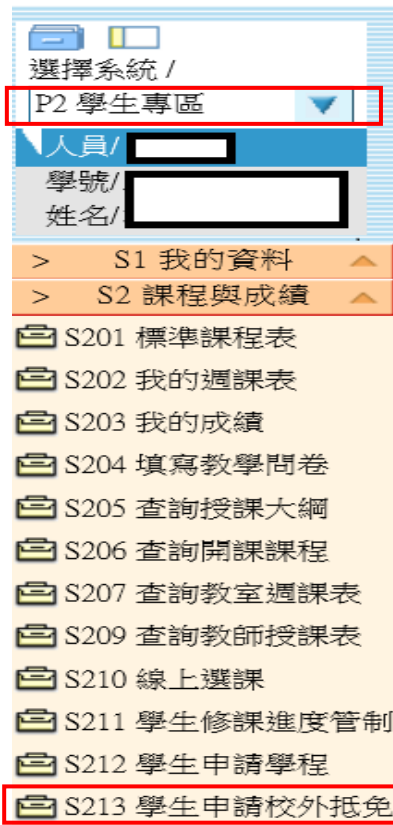 選擇系統 /
P2 學生專區
人員/
學號/
姓名/
> S1 我的資料
> S2 課程與成績
S201 標準課程表
S202 我的週課表
S203 我的成績
S204 填寫教學問卷
S205 查詢授課大綱
S206 查詢開課課程
S207 查詢教室週課表
S209 查詢教師授課表
S210 線上選課
S211 學生修課進度管制
S212 學生申請學程
S213 學生申請校外抵免